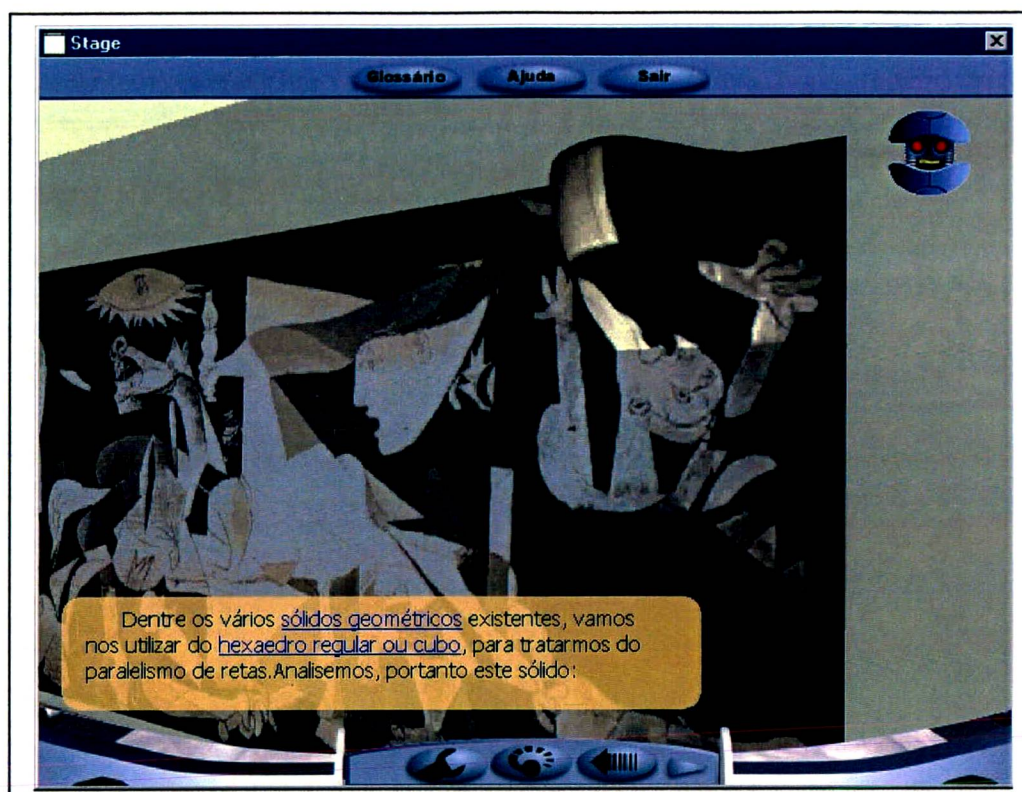 Stage
Glossário Ajuda Sair
Dentre os vários sólidos geométricos existentes, vamos
nos utilizar do hexaedro regular ou cubo, para tratarmos do
paralelismo de retas.Analisemos, portanto este sólido: